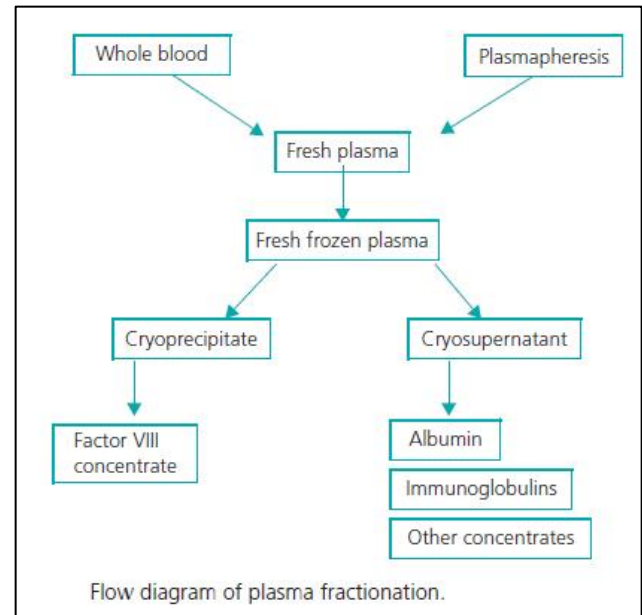 Whole blood
Plasmapheresis
Fresh plasma
Fresh frozen plasma
Cryoprecipitate
Cryosupernatant
Factor VIII
concentrate
Albumin
Immunoglobulins
Other concentrates
Flow diagram of plasma fractionation.